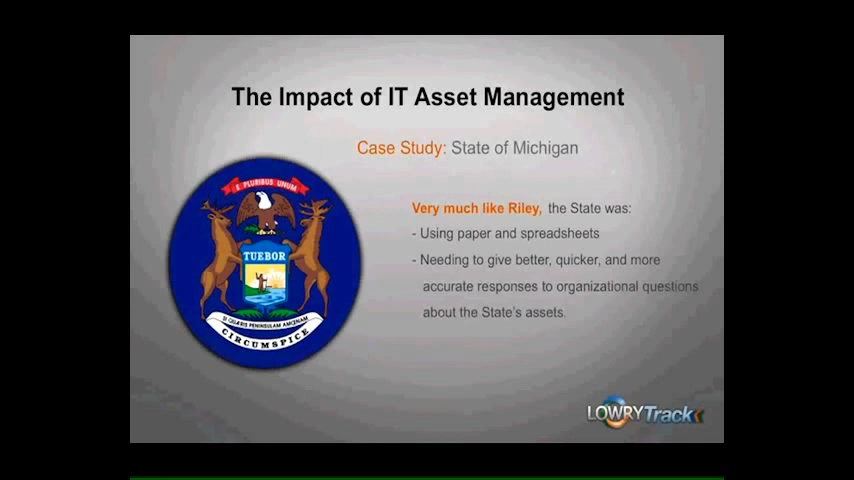 The Impact of IT Asset Management
Case Study: State of Michigan
E PLURIBUS UNUM
TUEBOR
SI QUÆRIS PENINSULAM AMŒNAM
CIRCUMSPICE
Very much like Riley, the State was:
- Using paper and spreadsheets
- Needing to give better, quicker, and more
accurate responses to organizational questions
about the State's assets.
LOWRYTrack